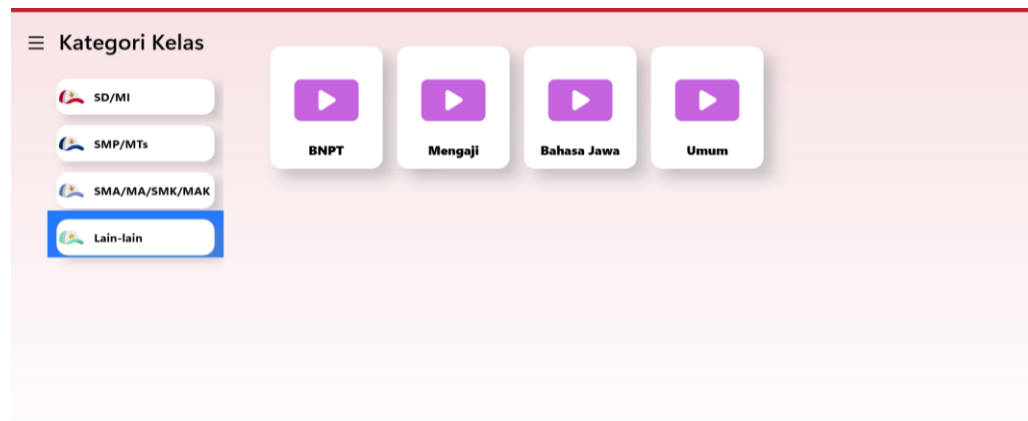 Kategori Kelas
SD/MI
SMP/MTs
SMA/MA/SMK/MAK
Lain-lain
BNPT
Mengaji
Bahasa Jawa
Umum